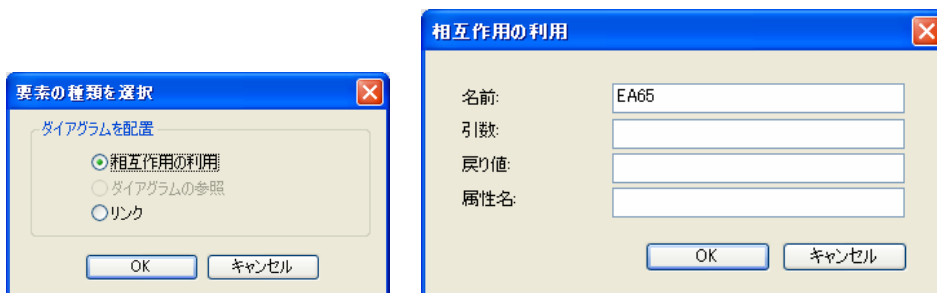 要素の種類を選択
ダイアグラムを配置
相互作用の利用
ダイアグラムの参照
リンク
OK
キャンセル
相互作用の利用
名前:
EA65
引数:
戻り値:
属性名:
OK
キャンセル